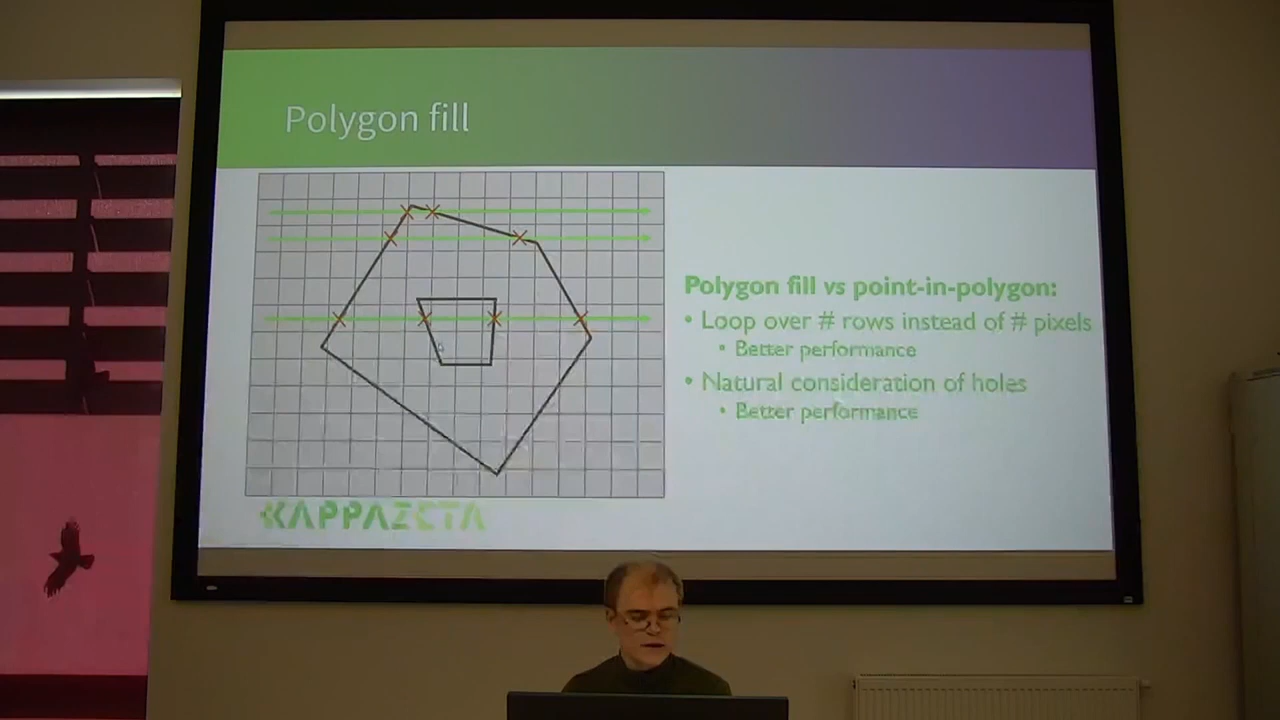 Polygon fill
Polygon fill vs point-in-polygon:
• Loop over # rows instead of # pixels
• Better performance
• Natural consideration of holes
• Better performance
KAPPAZETA